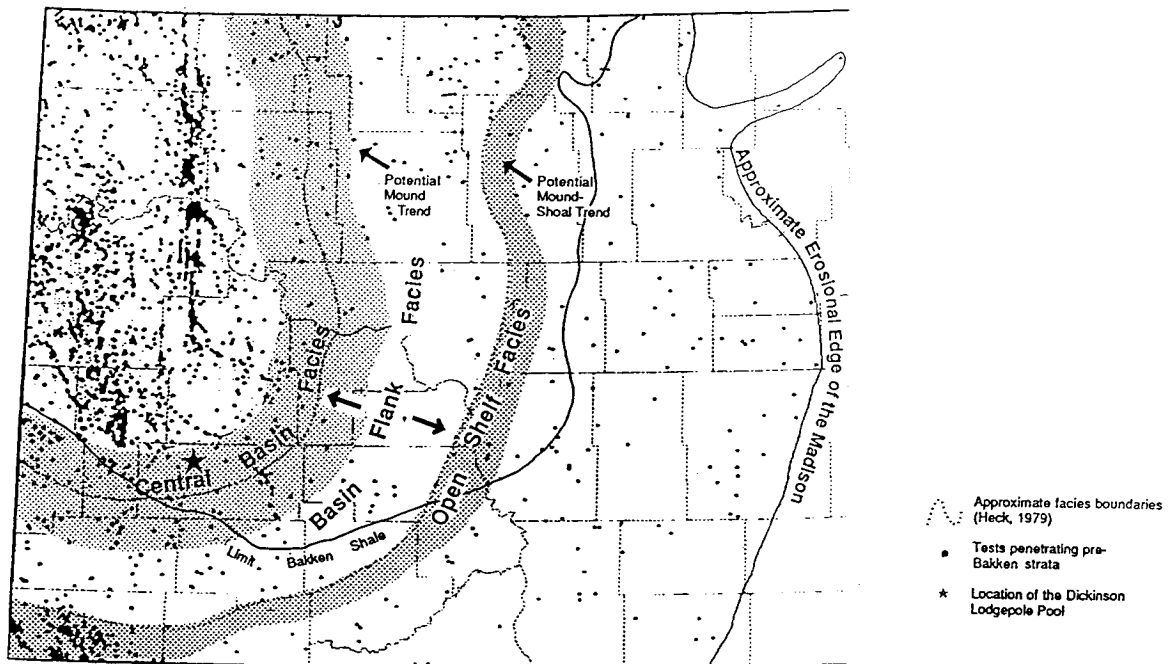 Potential
Mound
Trend
Potential
Mound-
Shoal Trend
Approximate Erosional Edge of the Madison
Central Basin Facies
Basin Flank Facies
Open Shelf Facies
Limit Bakken Shale
Approximate facies boundaries
(Heck, 1979)
Tests penetrating pre-
Bakken strata
Location of the Dickinson
Lodgepole Pool